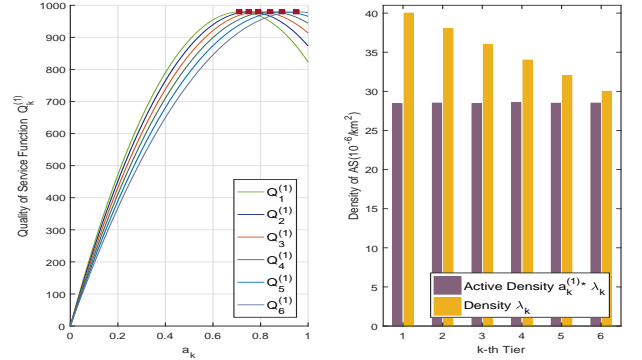 Quality of Service Function Q_k^(1)
1000
900
800
700
600
500
400
300
200
100
0
0 0.2 0.4 0.6 0.8 1
a_k
Q_1^(1)
Q_2^(1)
Q_3^(1)
Q_4^(1)
Q_5^(1)
Q_6^(1)
Density of AS(10^-6/km^2)
40
35
30
25
20
15
10
5
0
1 2 3 4 5 6
k-th Tier
Active Density a_k^(1)* λ_k
Density λ_k